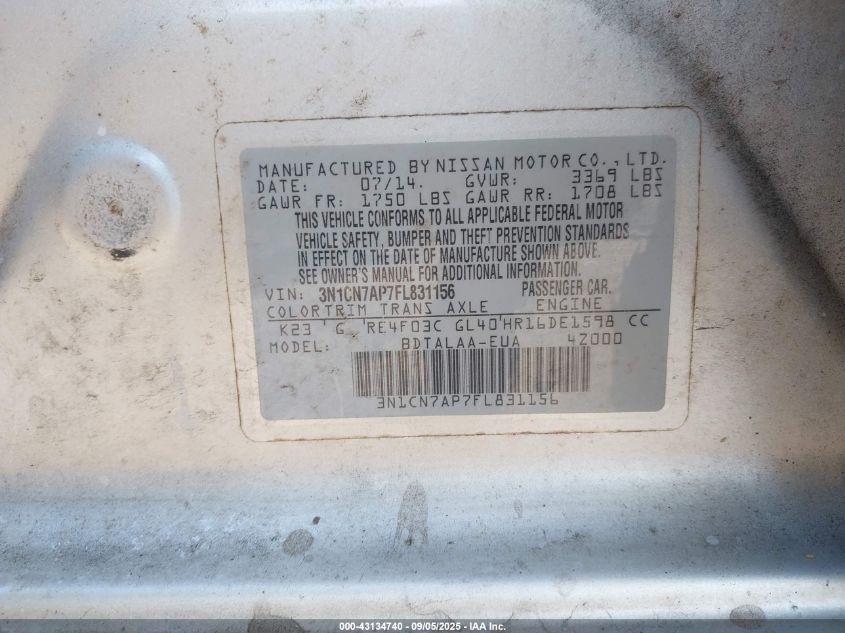 MANUFACTURED BY NISSAN MOTOR CO., LTD.
DATE: 07/14. GVWR: 3369 LBS
GAWR FR: 1750 LBS GAWR RR: 1708 LBS
THIS VEHICLE CONFORMS TO ALL APPLICABLE FEDERAL MOTOR
VEHICLE SAFETY, BUMPER AND THEFT PREVENTION STANDARDS
IN EFFECT ON THE DATE OF MANUFACTURE SHOWN ABOVE.
SEE OWNER'S MANUAL FOR ADDITIONAL INFORMATION.
VIN: 3N1CN7AP7FL831156 PASSENGER CAR.
COLOR TRIM TRANS AXLE ENGINE
K23 G RE4F03C GL40 HR16DE1598 CC
MODEL: BDTALAA-EUA 4Z000
3N1CN7AP7FL831156
000-43134740 - 09/05/2025 - IAA Inc.